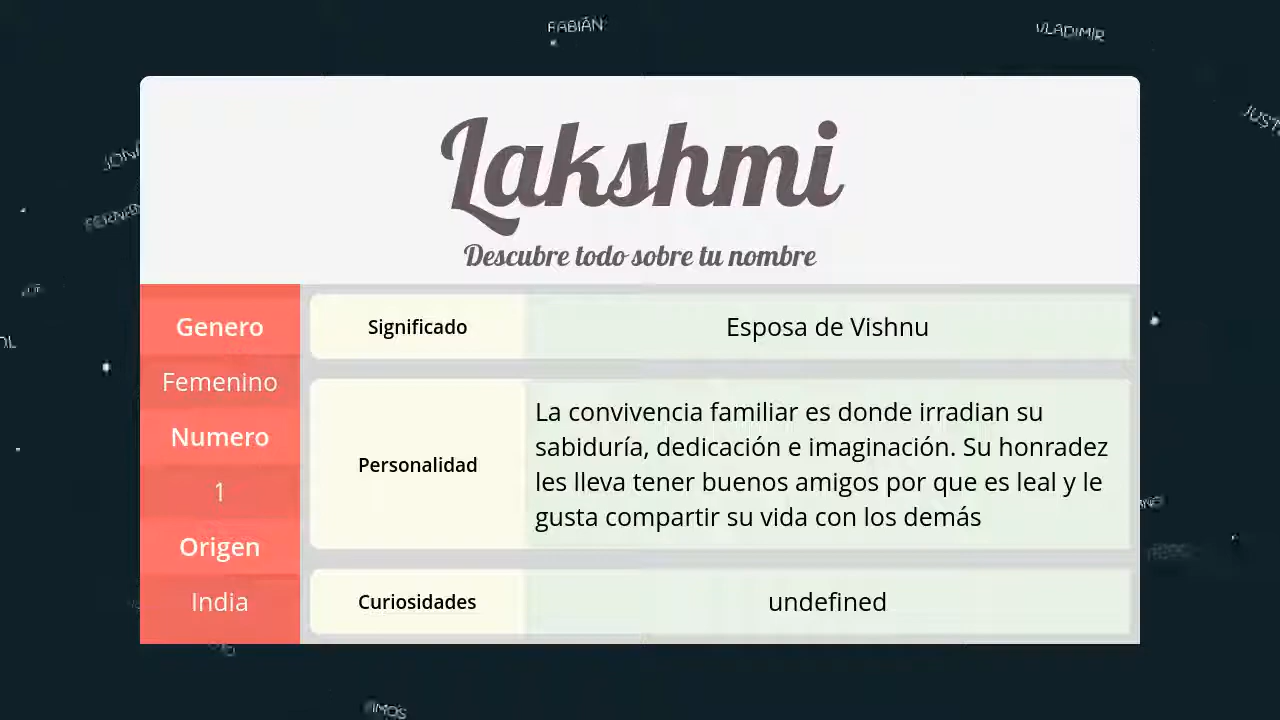 FABIÁN
VLADIMIR
Lakshmi
Descubre todo sobre tu nombre
Genero
Femenino
Numero
1
Origen
India
Significado
Esposa de Vishnu
Personalidad
La convivencia familiar es donde irradian su
sabiduría, dedicación e imaginación. Su honradez
les lleva tener buenos amigos por que es leal y le
gusta compartir su vida con los demás
Curiosidades
undefined